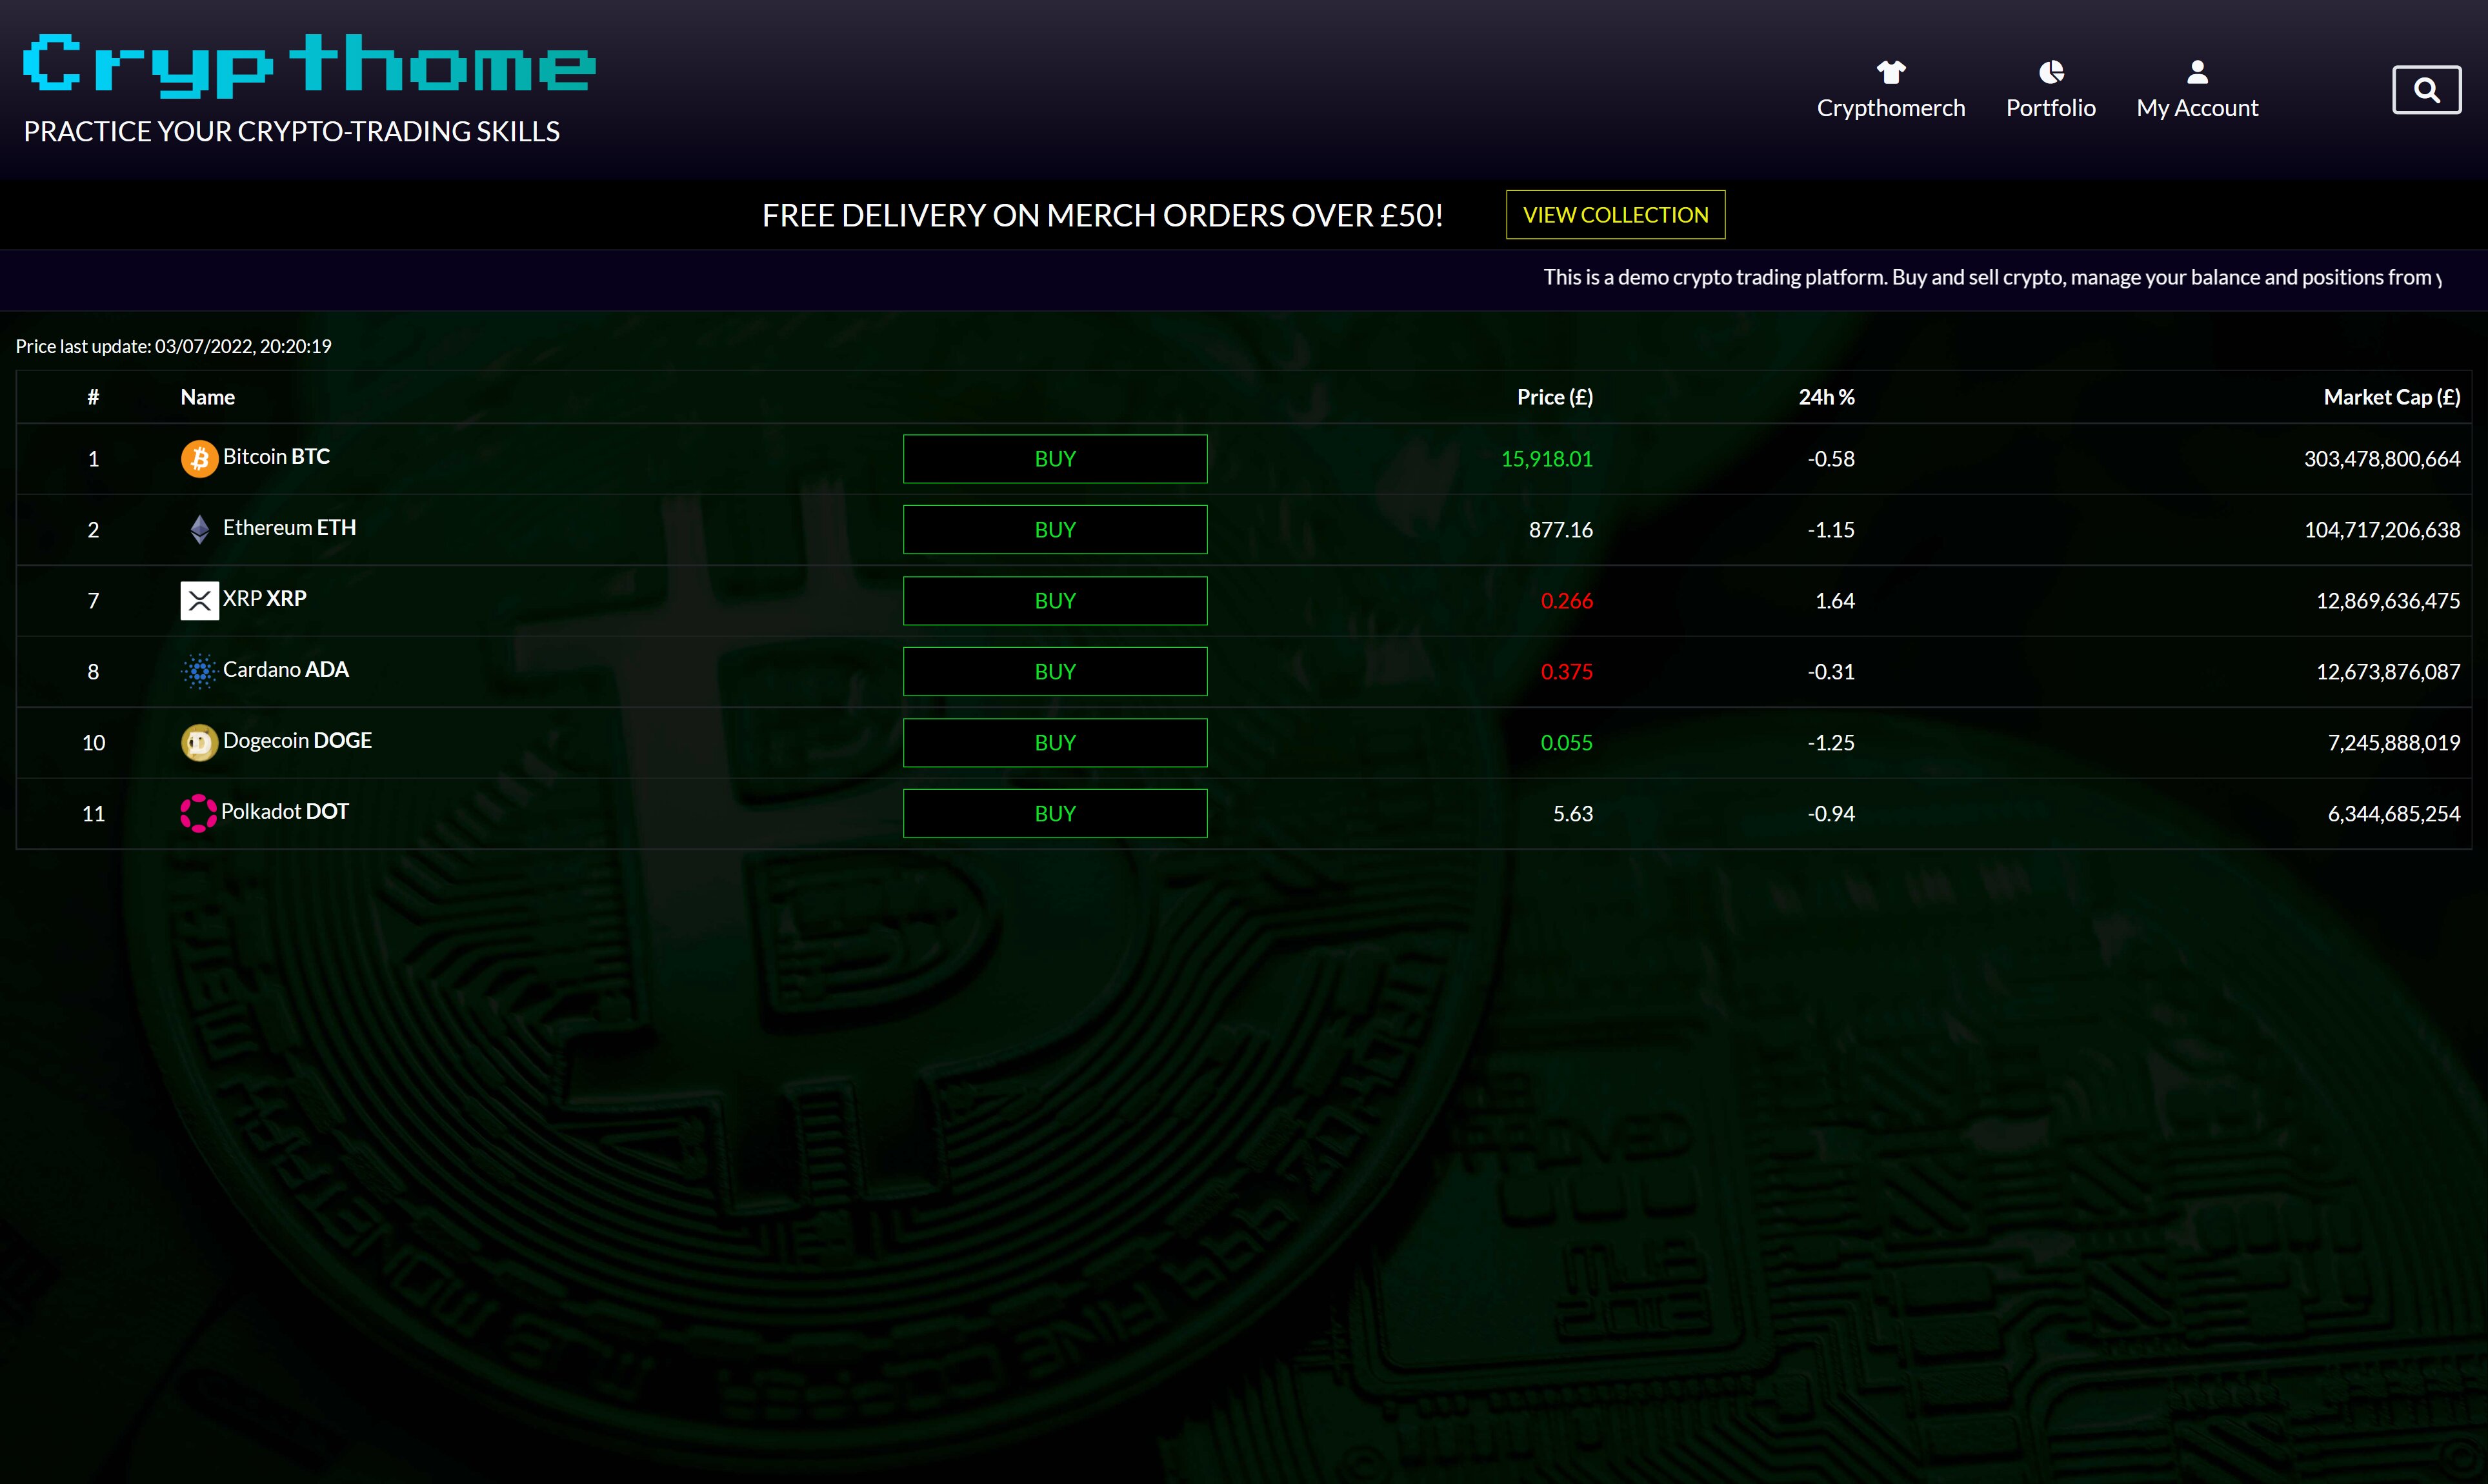 Crypthome
PRACTICE YOUR CRYPTO-TRADING SKILLS
Crypthomerch Portfolio My Account
FREE DELIVERY ON MERCH ORDERS OVER £50! VIEW COLLECTION
This is a demo crypto trading platform. Buy and sell crypto, manage your balance and positions from
Price last update: 03/07/2022, 20:20:19
# Name Price (£) 24h % Market Cap (£)
1 Bitcoin BTC BUY 15,918.01 -0.58 303,478,800,664
2 Ethereum ETH BUY 877.16 -1.15 104,717,206,638
7 XRP XRP BUY 0.266 1.64 12,869,636,475
8 Cardano ADA BUY 0.375 -0.31 12,673,876,087
10 Dogecoin DOGE BUY 0.055 -1.25 7,245,888,019
11 Polkadot DOT BUY 5.63 -0.94 6,344,685,254